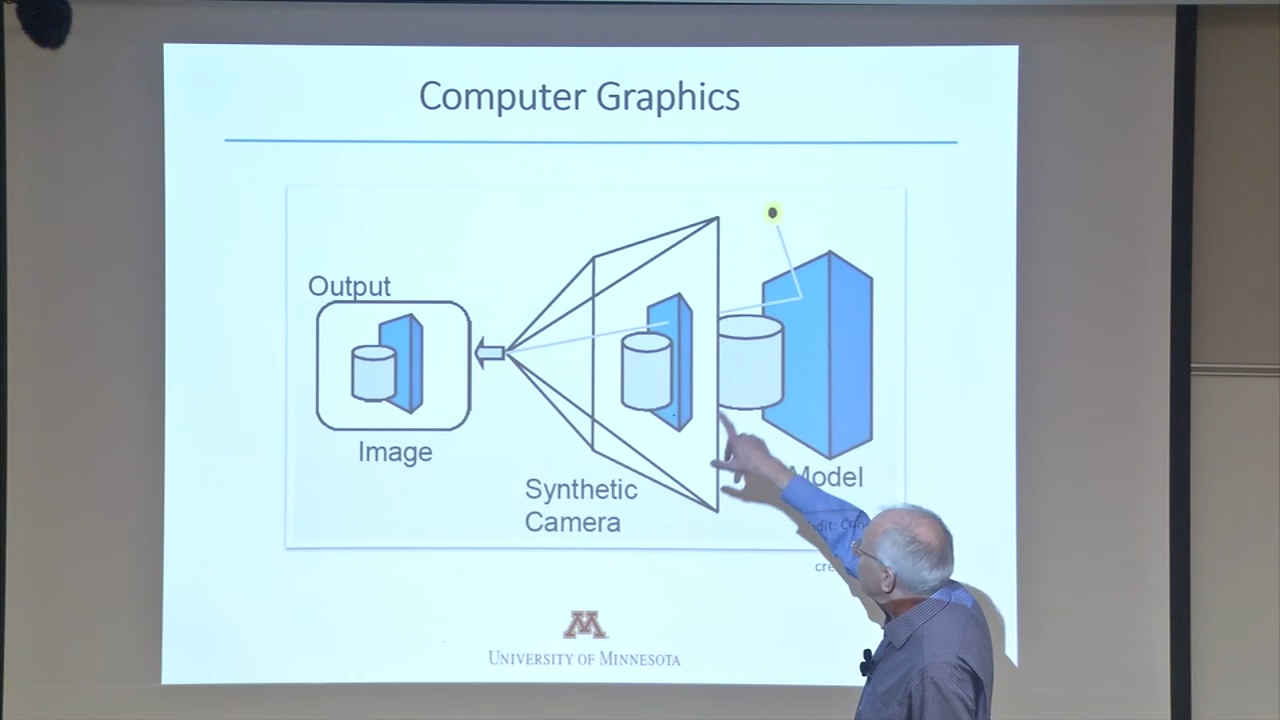 Computer Graphics
Output
Image
Synthetic
Camera
Model
UNIVERSITY OF MINNESOTA